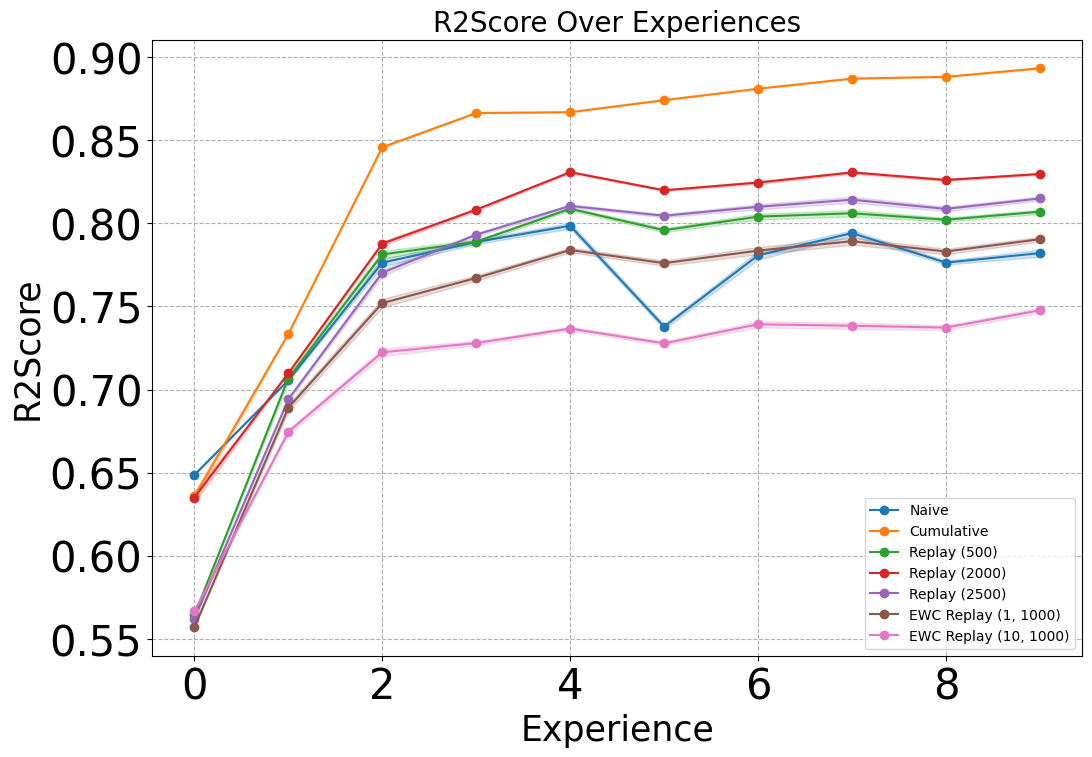 R2Score Over Experiences
R2Score
0.90
0.85
0.80
0.75
0.70
0.65
0.60
0.55
0
2
4
6
8
Experience
Naive
Cumulative
Replay (500)
Replay (2000)
Replay (2500)
EWC Replay (1, 1000)
EWC Replay (10, 1000)